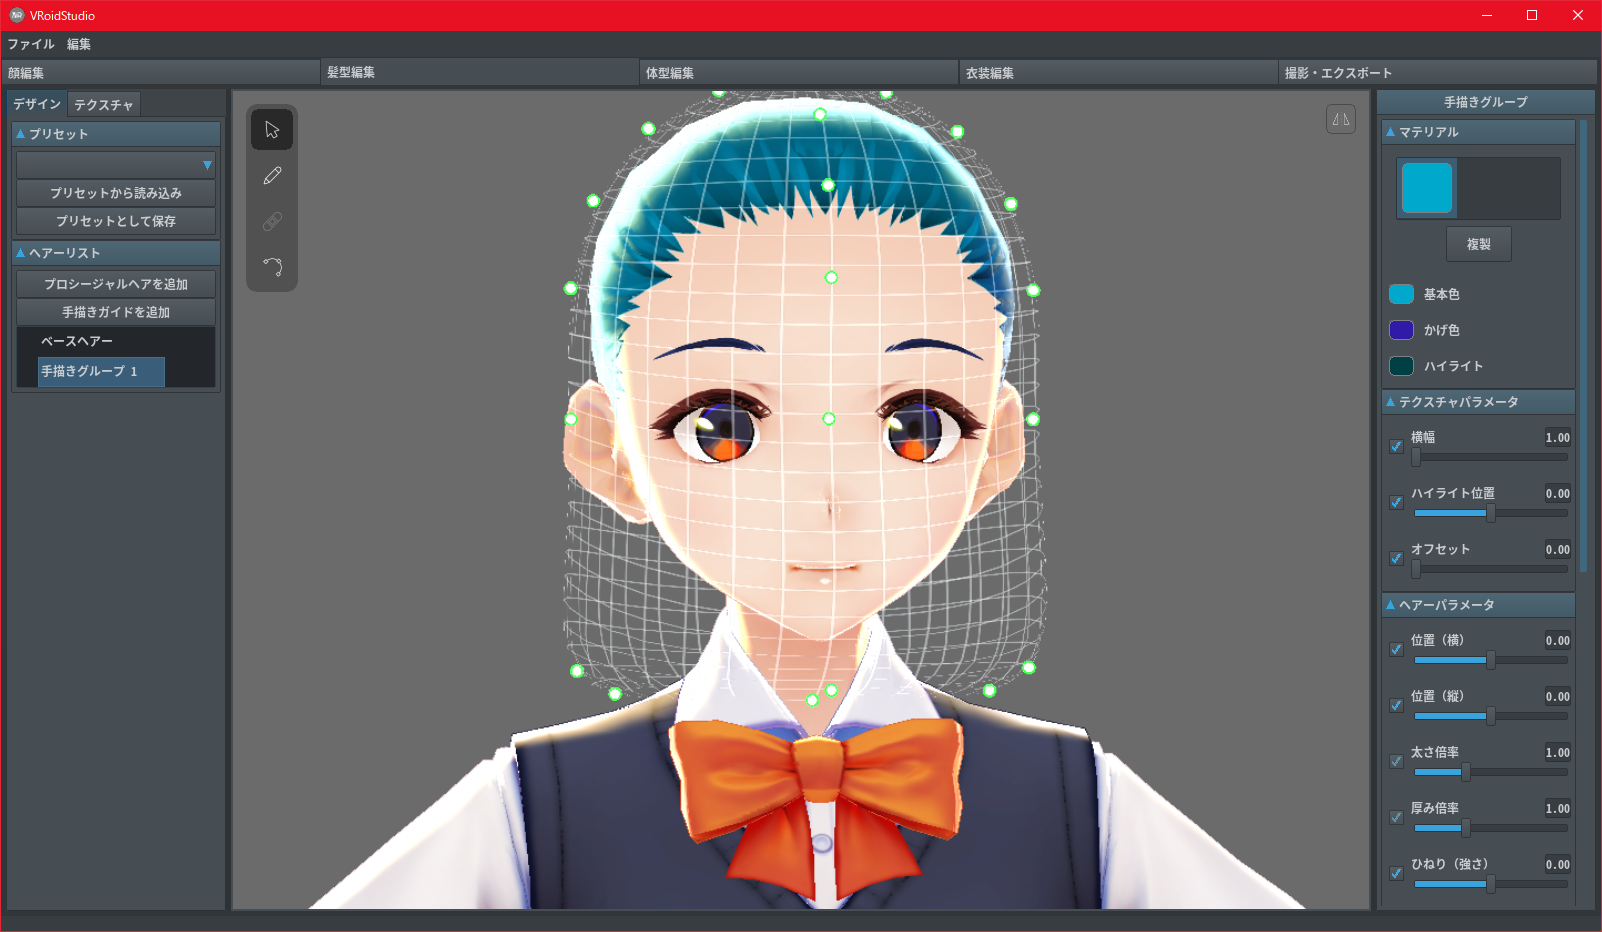 VRoidStudio
ファイル 編集
顔編集 髪型編集 体型編集 衣装編集 撮影・エクスポート
デザイン テクスチャ
プリセット
プリセットから読み込み
プリセットとして保存
ヘアーリスト
プロシージャルヘアを追加
手描きガイドを追加
ベースヘアー
手描きグループ 1
手描きグループ
マテリアル
複製
基本色
かげ色
ハイライト
テクスチャパラメータ
横幅 1.00
ハイライト位置 0.00
オフセット 0.00
ヘアーパラメータ
位置（横） 0.00
位置（縦） 0.00
太さ倍率 1.00
厚み倍率 1.00
ひねり（強さ） 0.00